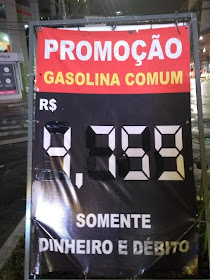 PROMOÇÃO
GASOLINA COMUM
R$
4,759
SOMENTE
DINHEIRO E DÉBITO